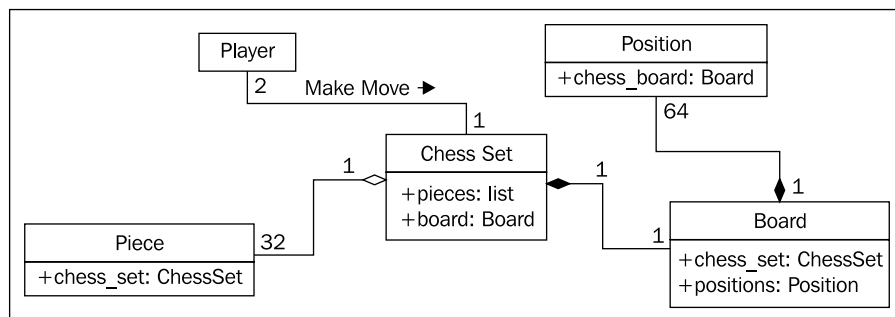 Player
2
Make Move
1
Position
+chess_board: Board
64
Chess Set
+pieces: list
+board: Board
1
1
1
1
Piece
+chess_set: ChessSet
32
Board
+chess_set: ChessSet
+positions: Position